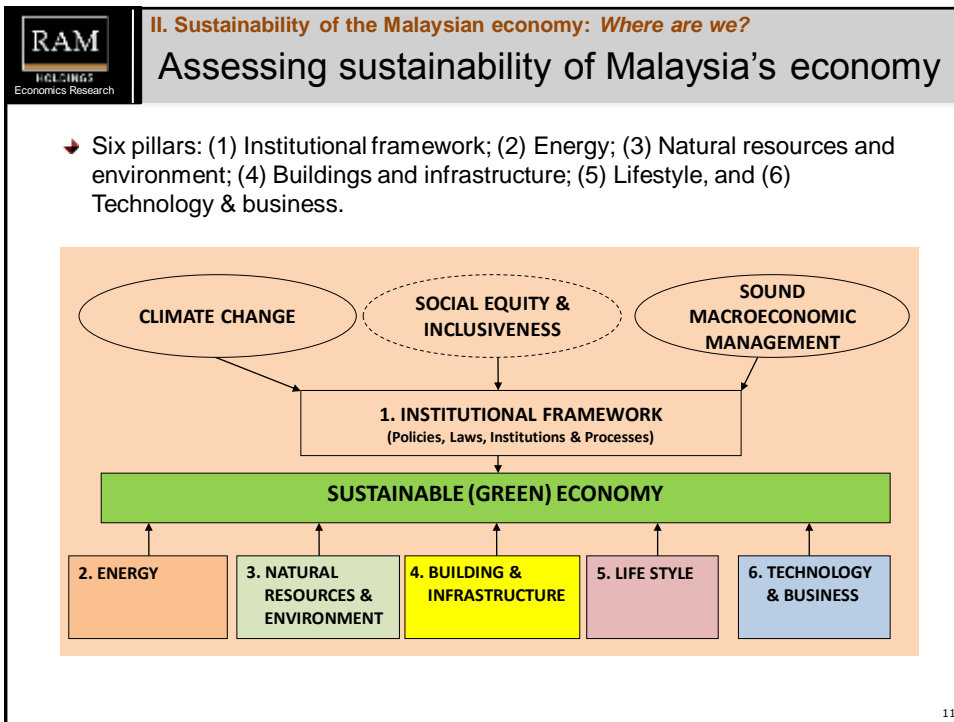 RAM
HOLDINGS
Economics Research
II. Sustainability of the Malaysian economy: Where are we?
Assessing sustainability of Malaysia's economy
Six pillars: (1) Institutional framework; (2) Energy; (3) Natural resources and
environment; (4) Buildings and infrastructure; (5) Lifestyle, and (6)
Technology & business.
CLIMATE CHANGE
SOCIAL EQUITY &
INCLUSIVENESS
SOUND
MACROECONOMIC
MANAGEMENT
1. INSTITUTIONAL FRAMEWORK
(Policies, Laws, Institutions & Processes)
SUSTAINABLE (GREEN) ECONOMY
2. ENERGY
3. NATURAL
RESOURCES &
ENVIRONMENT
4. BUILDING &
INFRASTRUCTURE
5. LIFE STYLE
6. TECHNOLOGY
& BUSINESS
11